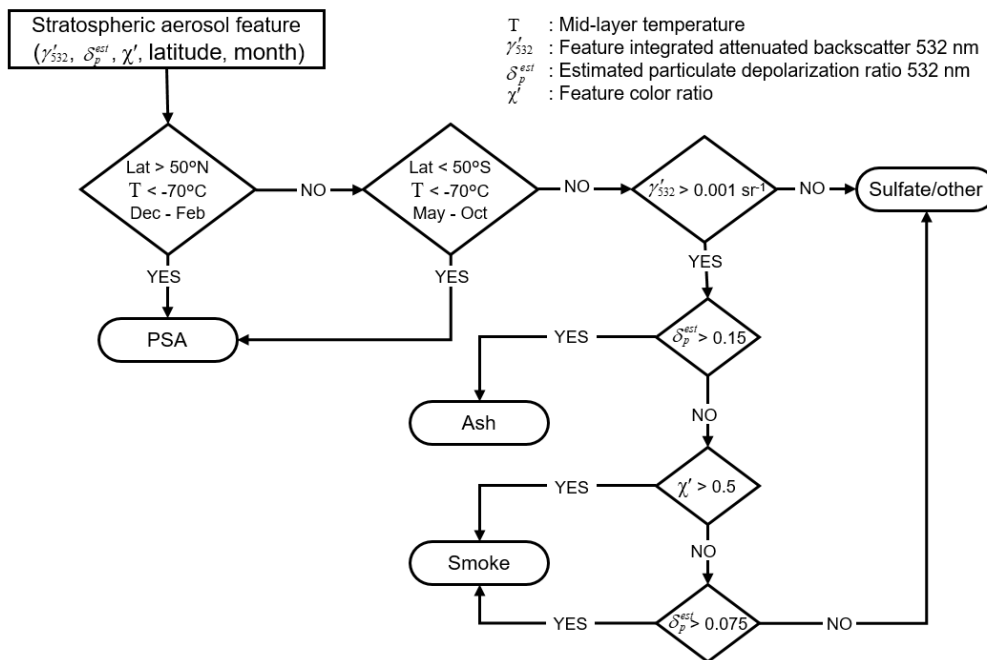 Stratospheric aerosol feature
(γ′₅₃₂, δₚᵉˢᵗ, χ′, latitude, month)
T : Mid-layer temperature
γ′₅₃₂ : Feature integrated attenuated backscatter 532 nm
δₚᵉˢᵗ : Estimated particulate depolarization ratio 532 nm
χ′ : Feature color ratio
Lat > 50ºN
T < -70ºC
Dec - Feb
NO
Lat < 50ºS
T < -70ºC
May - Oct
NO
γ′₅₃₂ > 0.001 sr⁻¹
NO
Sulfate/other
YES
YES
YES
PSA
δₚᵉˢᵗ > 0.15
YES
Ash
NO
χ′ > 0.5
YES
Smoke
NO
δₚᵉˢᵗ > 0.075
YES
NO